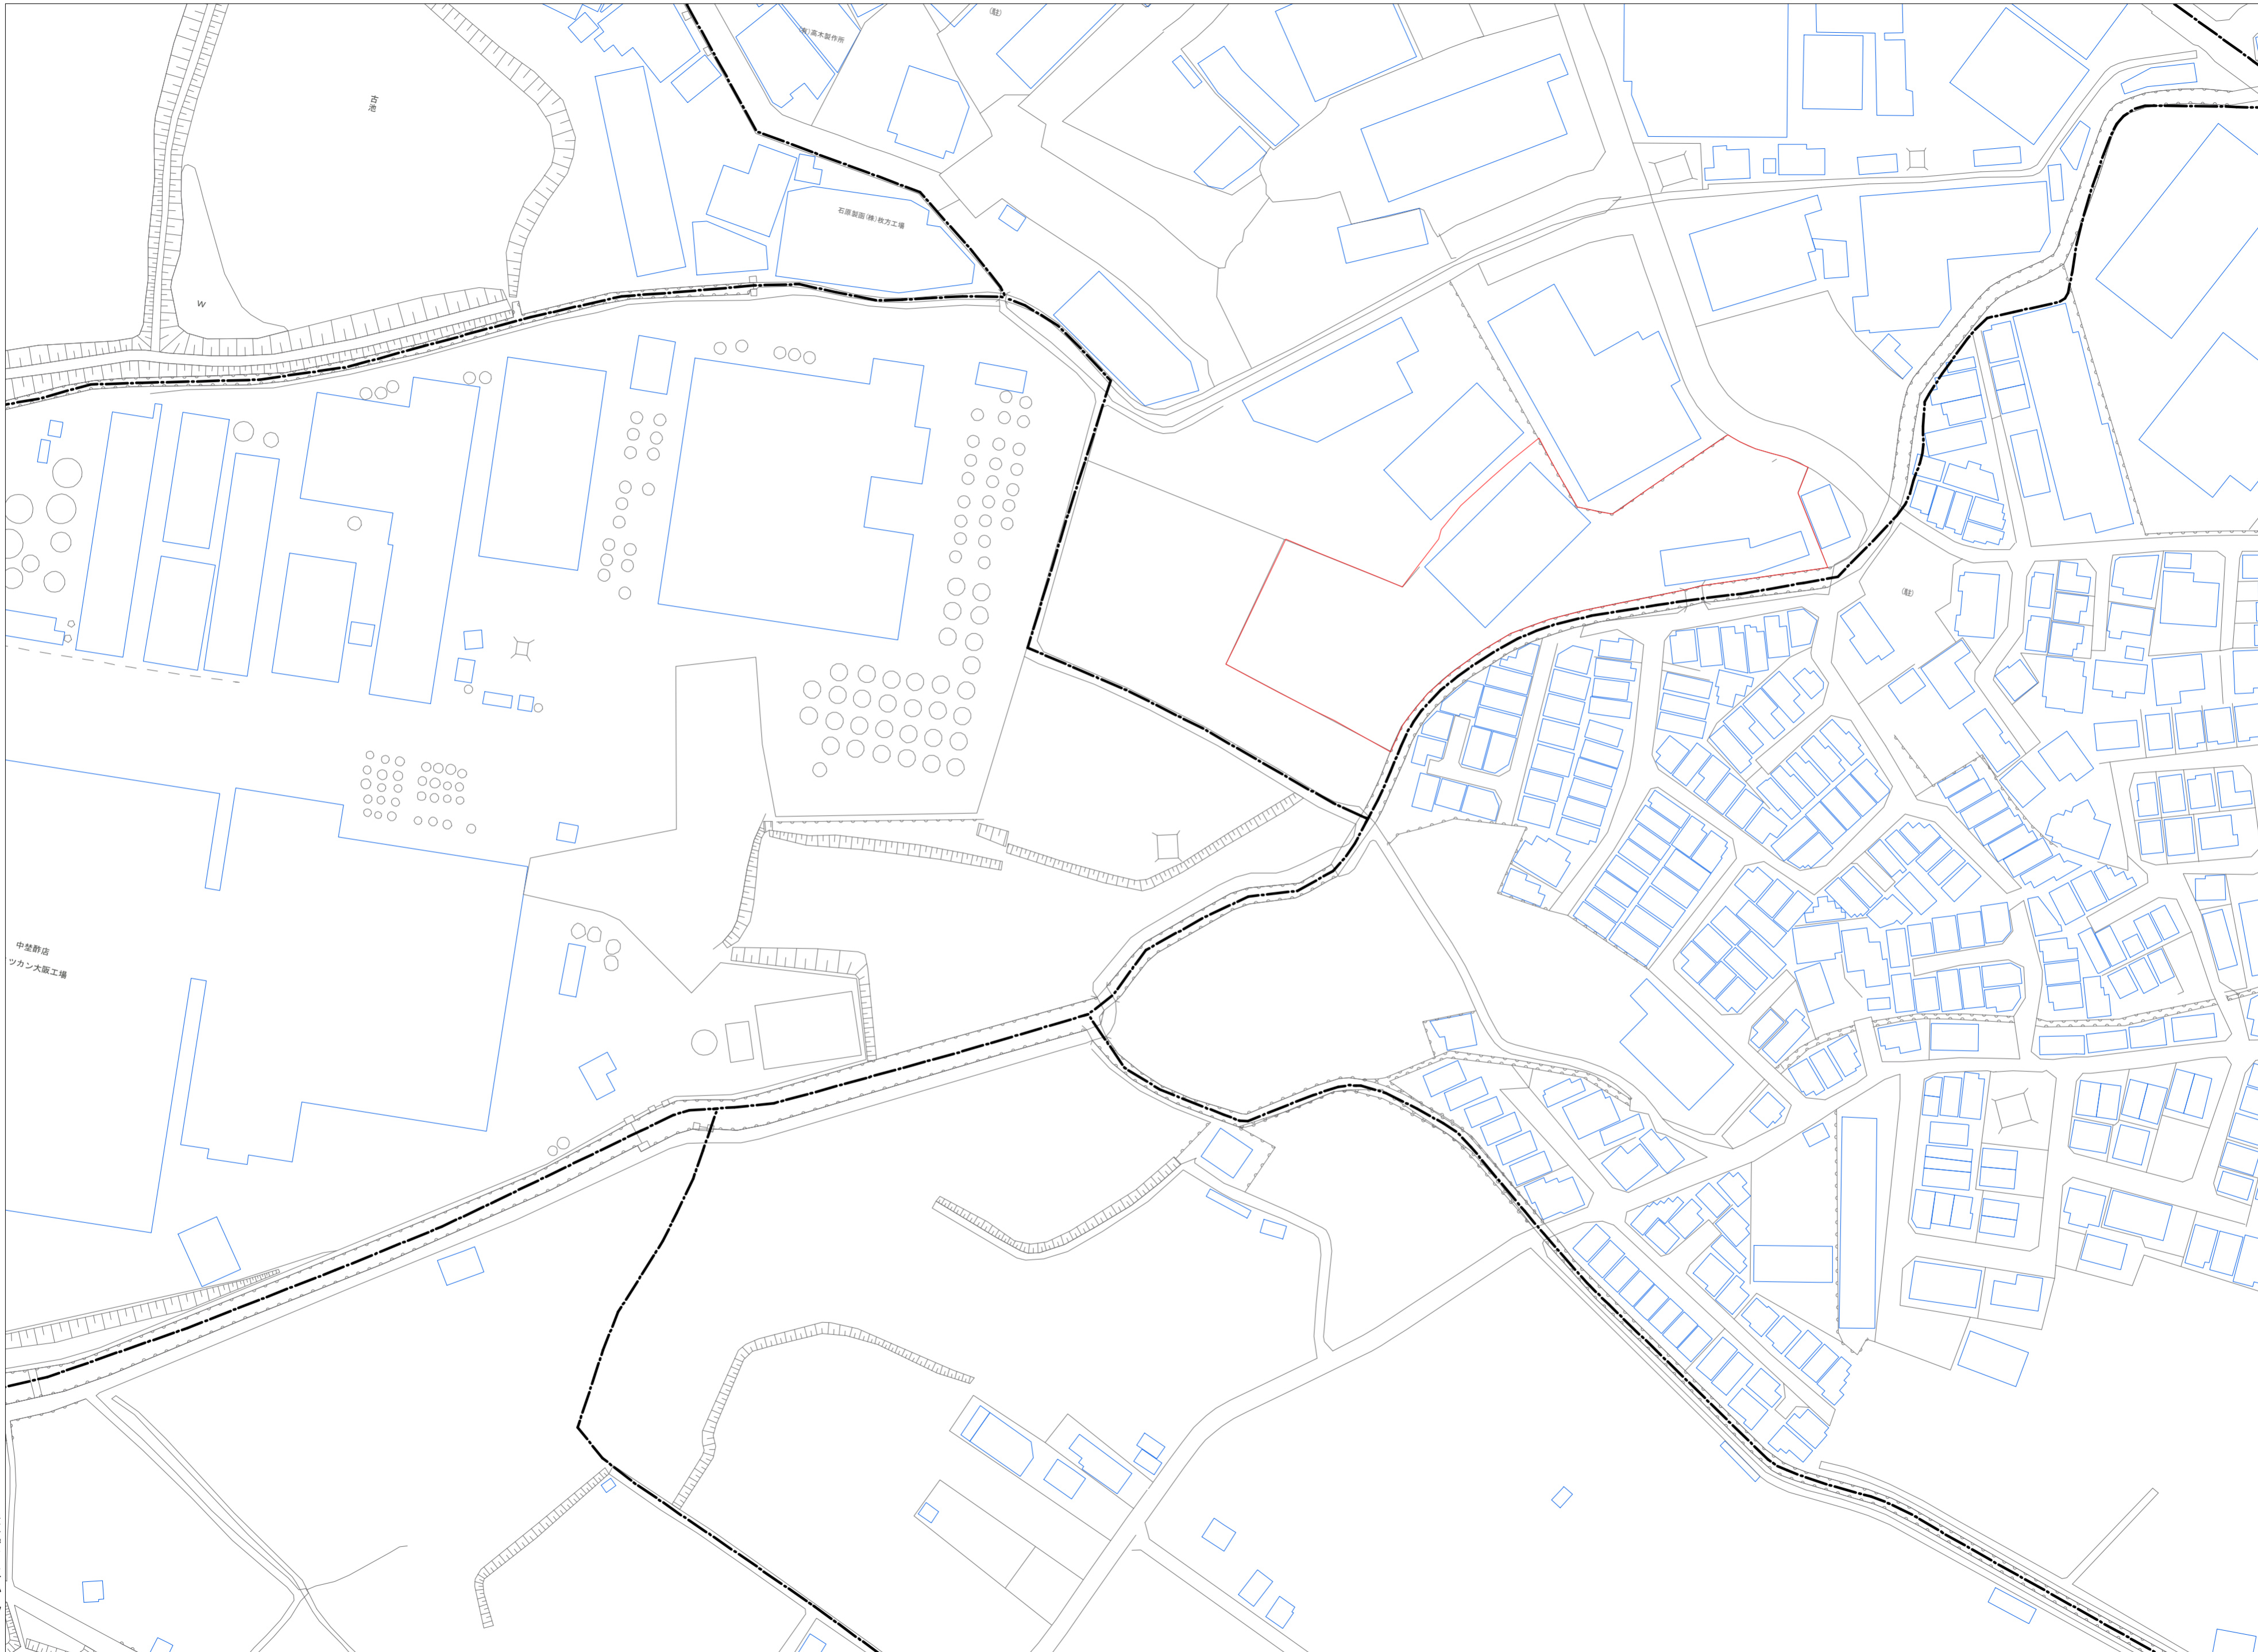 (有)高木製作所
(駐)
古池
石原製函(株)枚方工場
W
(駐)
中埜酢店
ツカン大阪工場